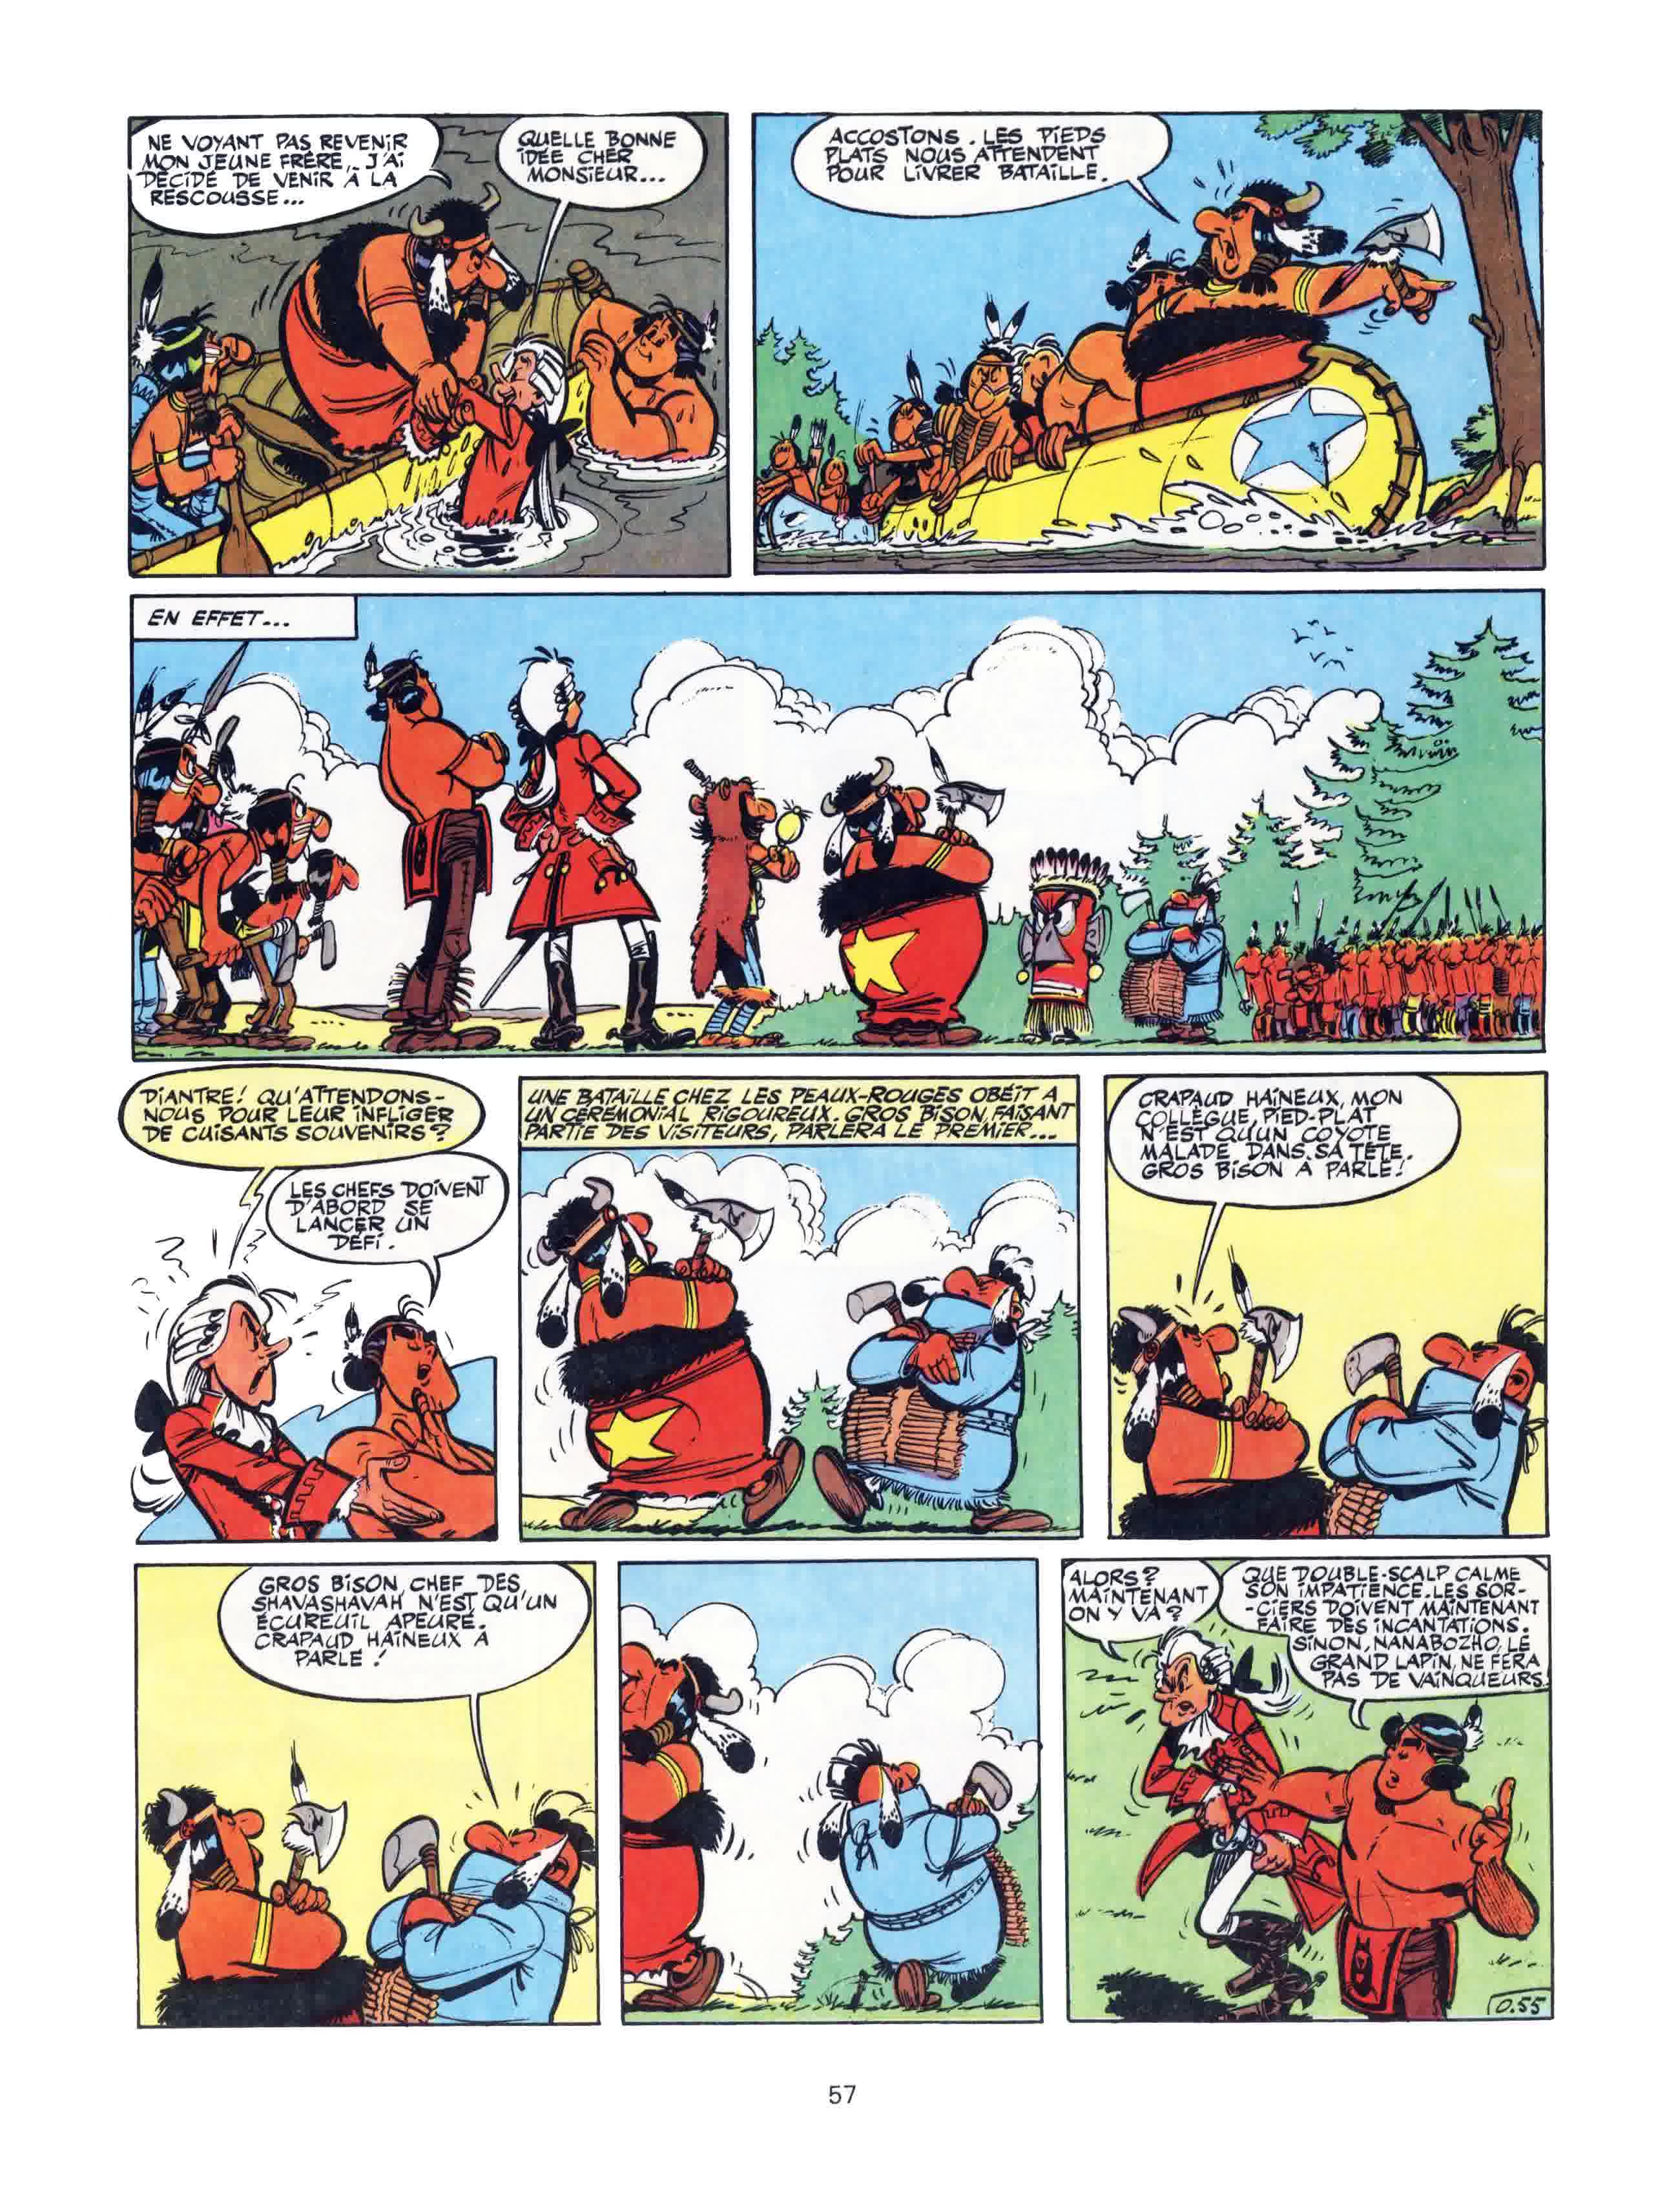 NE VOYANT PAS REVENIR
MON JEUNE FRÈRE, J'AI
DÉCIDÉ DE VENIR À LA
RESCOUSSE...
QUELLE BONNE
IDÉE CHER
MONSIEUR...
ACCOSTONS. LES PIEDS
PLATS NOUS ATTENDENT
POUR LIVRER BATAILLE.
EN EFFET...
DIANTRE! QU'ATTENDONS-
NOUS POUR LEUR INFLIGER
DE CUISANTS SOUVENIRS?
LES CHEFS DOIVENT
D'ABORD SE
LANCER UN
DÉFI.
UNE BATAILLE CHEZ LES PEAUX-ROUGES OBÉIT A
UN CÉRÉMONIAL RIGOUREUX. GROS BISON, FAISANT
PARTIE DES VISITEURS, PARLERA LE PREMIER...
CRAPAUD HAINEUX, MON
COLLÈGUE, PIED-PLAT
N'EST QU'UN COYOTE
MALADE DANS SA TÊTE.
GROS BISON A PARLÉ!
GROS BISON, CHEF DES
SHAVASHAVAH N'EST QU'UN
ÉCUREUIL APEURÉ.
CRAPAUD HAINEUX A
PARLÉ!
ALORS?
MAINTENANT
ON Y VA?
QUE DOUBLE-SCALP CALME
SON IMPATIENCE. LES SOR-
-CIERS DOIVENT MAINTENANT
FAIRE DES INCANTATIONS.
SINON, NANABOZHO, LE
GRAND LAPIN, NE FERA
PAS DE VAINQUEURS.
O.55
57